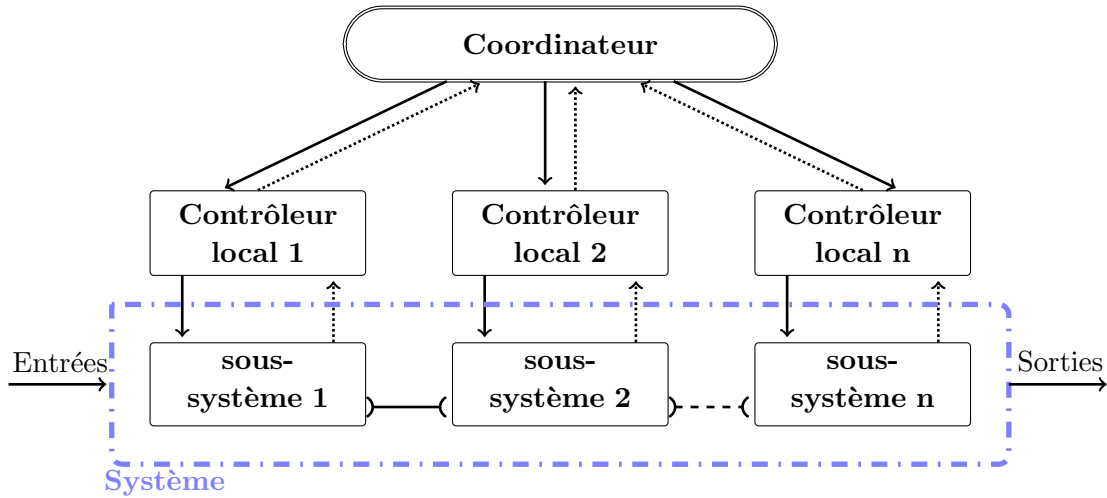 Coordinateur
Contrôleur
local 1
Contrôleur
local 2
Contrôleur
local n
Entrées
sous-
système 1
sous-
système 2
sous-
système n
Sorties
Système